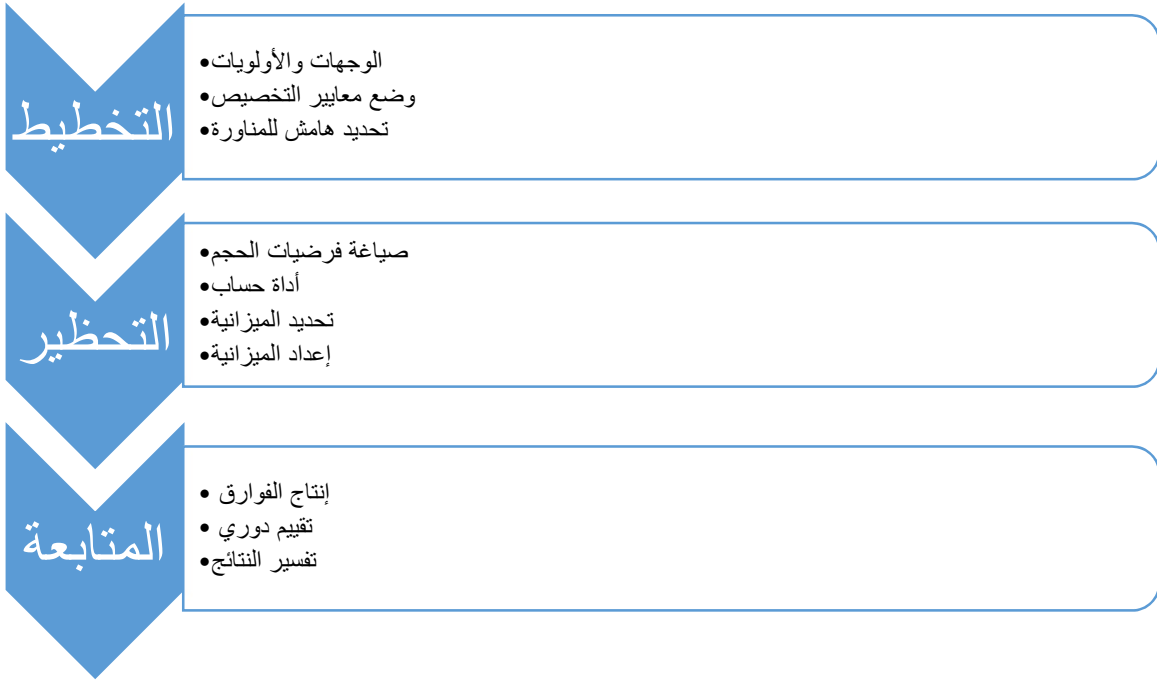 التخطيط
الوجهات والأولويات•
وضع معايير التخصيص•
تحديد هامش للمناورة•
التحظير
صياغة فرضيات الحجم•
أداة حساب•
تحديد الميزانية•
إعداد الميزانية•
المتابعة
إنتاج الفوارق •
تقييم دوري •
تفسير النتائج•